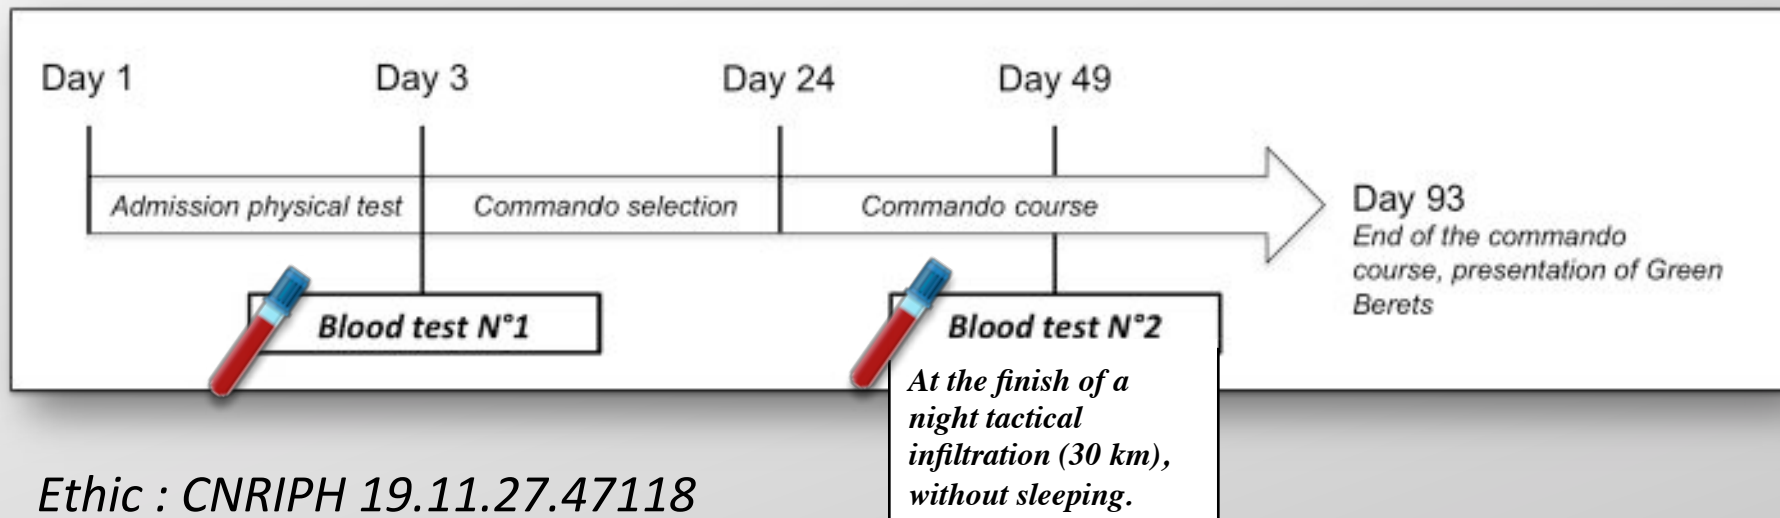 Day 1
Day 3
Day 24
Day 49
Admission physical test
Commando selection
Commando course
Day 93
End of the commando
course, presentation of Green
Berets
Blood test N°1
Blood test N°2
At the finish of a
night tactical
infiltration (30 km),
without sleeping.
Ethic : CNRIPH 19.11.27.47118